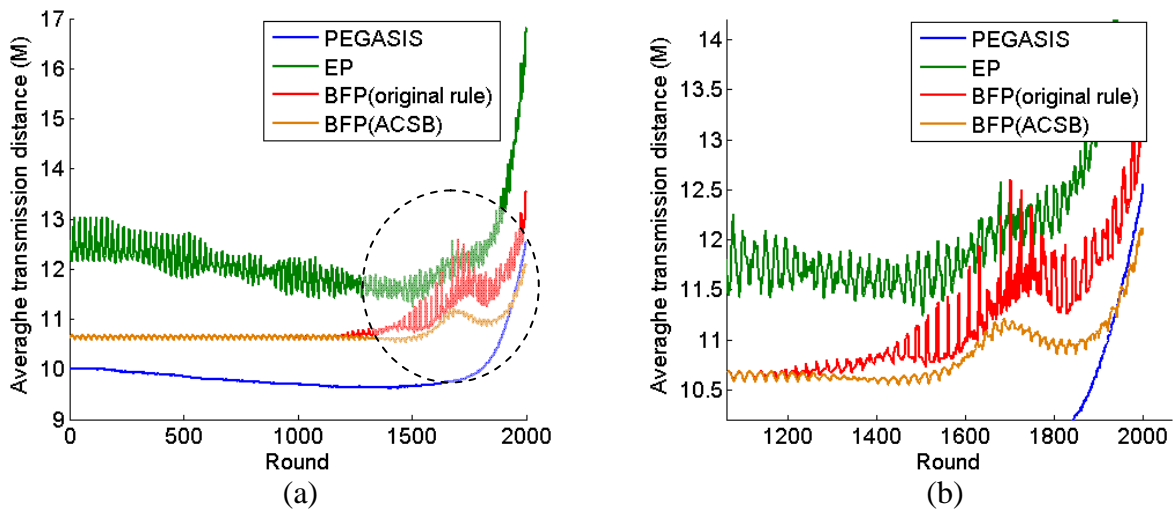 17
16
15
14
13
12
11
10
9
Averaghe transmission distance (M)
PEGASIS
EP
BFP(original rule)
BFP(ACSB)
0
500
1000
1500
2000
Round
(a)
14
13.5
13
12.5
12
11.5
11
10.5
Averaghe transmission distance (M)
PEGASIS
EP
BFP(original rule)
BFP(ACSB)
1200
1400
1600
1800
2000
Round
(b)